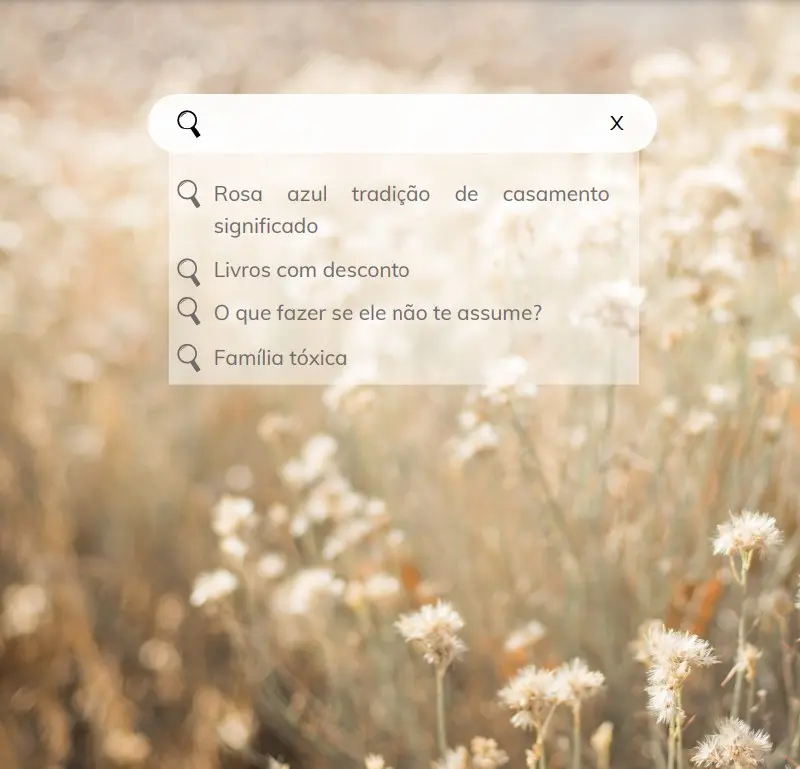 X
Rosa azul tradição de casamento
significado
Livros com desconto
O que fazer se ele não te assume?
Família tóxica